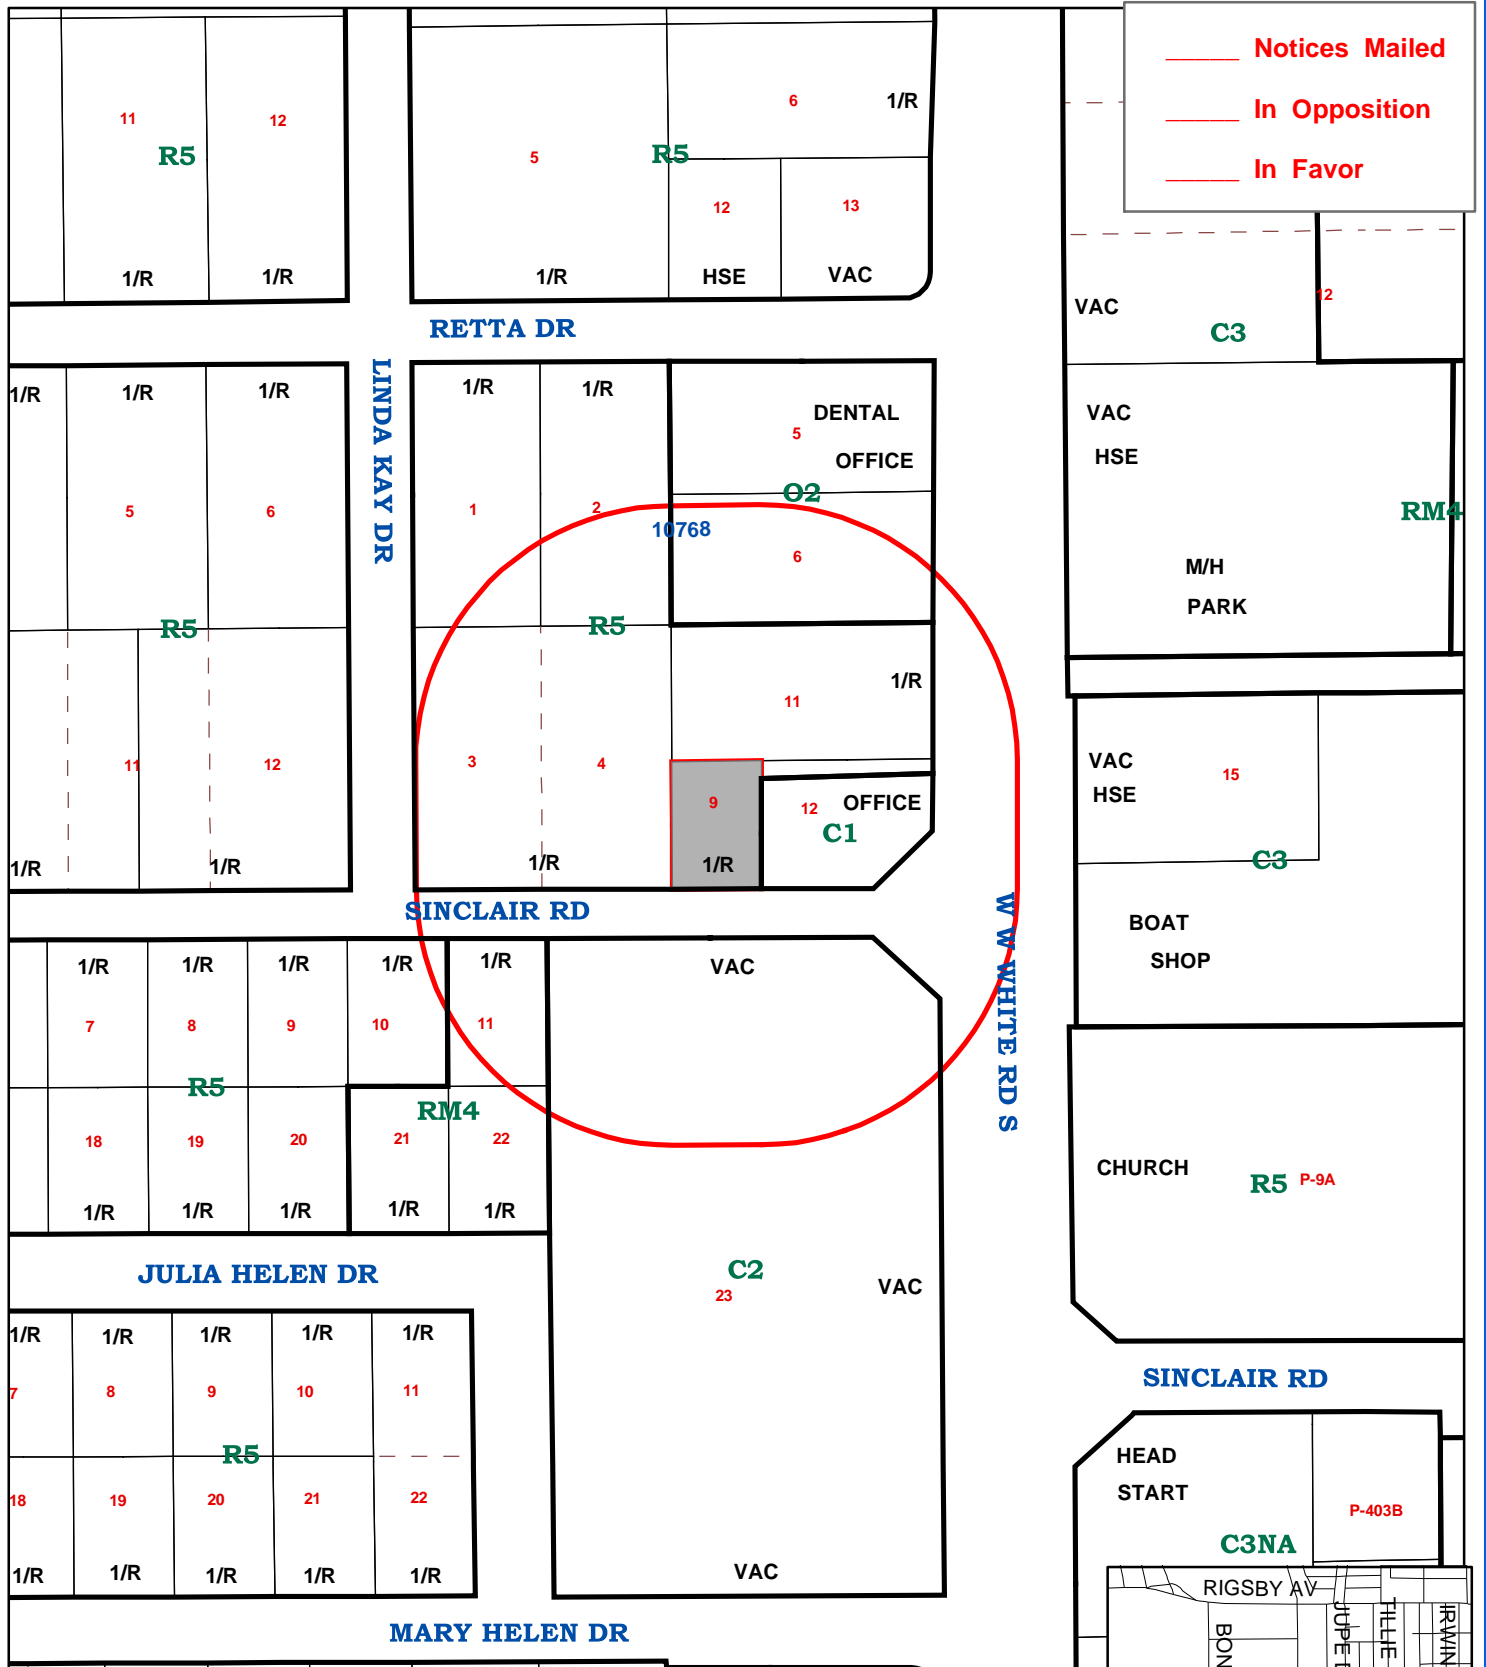 _____ Notices Mailed
_____ In Opposition
_____ In Favor
11
12
R5
1/R
1/R
5
R5
6
1/R
12
13
1/R
HSE
VAC
12
VAC
C3
RETTA DR
LINDA KAY DR
1/R
1/R
1/R
5
6
R5
11
12
1/R
1/R
1/R
1/R
1
2
DENTAL
5
OFFICE
O2
10768
6
R5
1/R
11
3
4
9
12
OFFICE
C1
1/R
1/R
VAC
HSE
RM4
M/H
PARK
VAC
HSE
15
C3
BOAT
SHOP
SINCLAIR RD
W W WHITE RD S
1/R
1/R
1/R
1/R
1/R
7
8
9
10
11
R5
RM4
18
19
20
21
22
1/R
1/R
1/R
1/R
1/R
VAC
C2
23
VAC
VAC
CHURCH
R5
P-9A
JULIA HELEN DR
1/R
1/R
1/R
1/R
1/R
7
8
9
10
11
R5
18
19
20
21
22
1/R
1/R
1/R
1/R
1/R
SINCLAIR RD
HEAD
START
P-403B
C3NA
MARY HELEN DR
RIGSBY AV
BON
JUPE
TILLIE
IRWIN